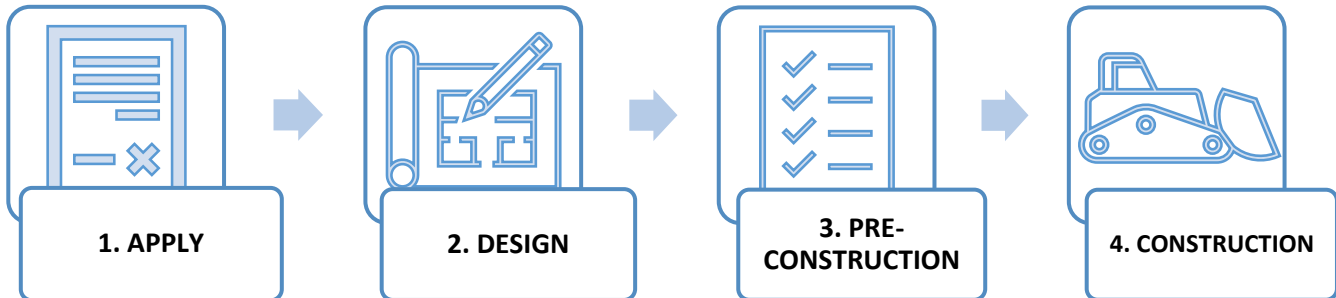 1. APPLY
2. DESIGN
3. PRE-
CONSTRUCTION
4. CONSTRUCTION